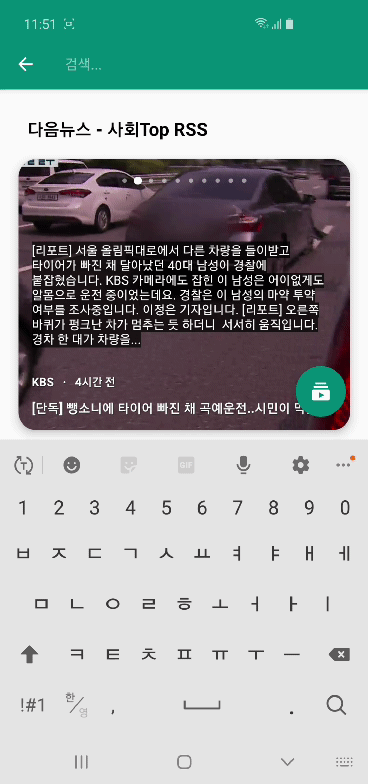 11:51
검색...
다음뉴스 - 사회Top RSS
[리포트] 서울 올림픽대로에서 다른 차량을 들이받고
타이어가 빠진 채 달아났던 40대 남성이 경찰에
붙잡혔습니다. KBS 카메라에도 잡힌 이 남성은 어이없게도
알몸으로 운전 중이었는데요. 경찰은 이 남성의 마약 투약
여부를 조사중입니다. 이정은 기자입니다. [리포트] 오른쪽
바퀴가 펑크난 차가 멈추는 듯 하더니 서서히 움직입니다.
경차 한 대가 차량을...
KBS · 4시간 전
[단독] 뺑소니에 타이어 빠진 채 곡예운전..시민이
T GIF
1 2 3 4 5 6 7 8 9 0
ㅂ ㅈ ㄷ ㄱ ㅅ ㅛ ㅕ ㅑ ㅐ ㅔ
ㅁ ㄴ ㅇ ㄹ ㅎ ㅗ ㅓ ㅏ ㅣ
ㅋ ㅌ ㅊ ㅍ ㅠ ㅜ ㅡ
!#1 한/영 , .